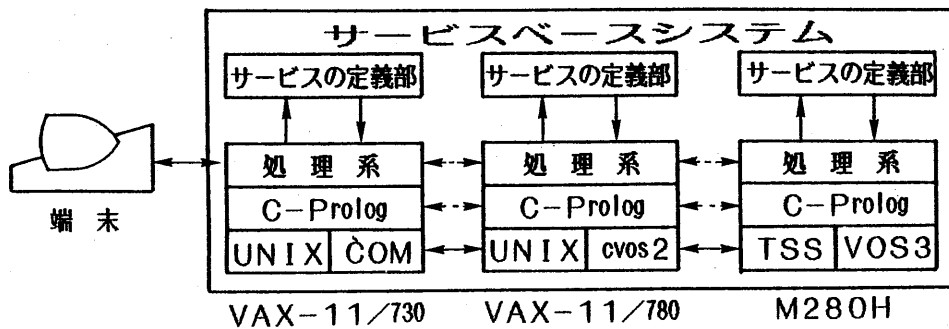 サービスベースシステム
サービスの定義部 サービスの定義部 サービスの定義部
処理系 処理系 処理系
C-Prolog C-Prolog C-Prolog
端末
UNIX COM UNIX cvos2 TSS VOS3
VAX-11/730 VAX-11/780 M280H